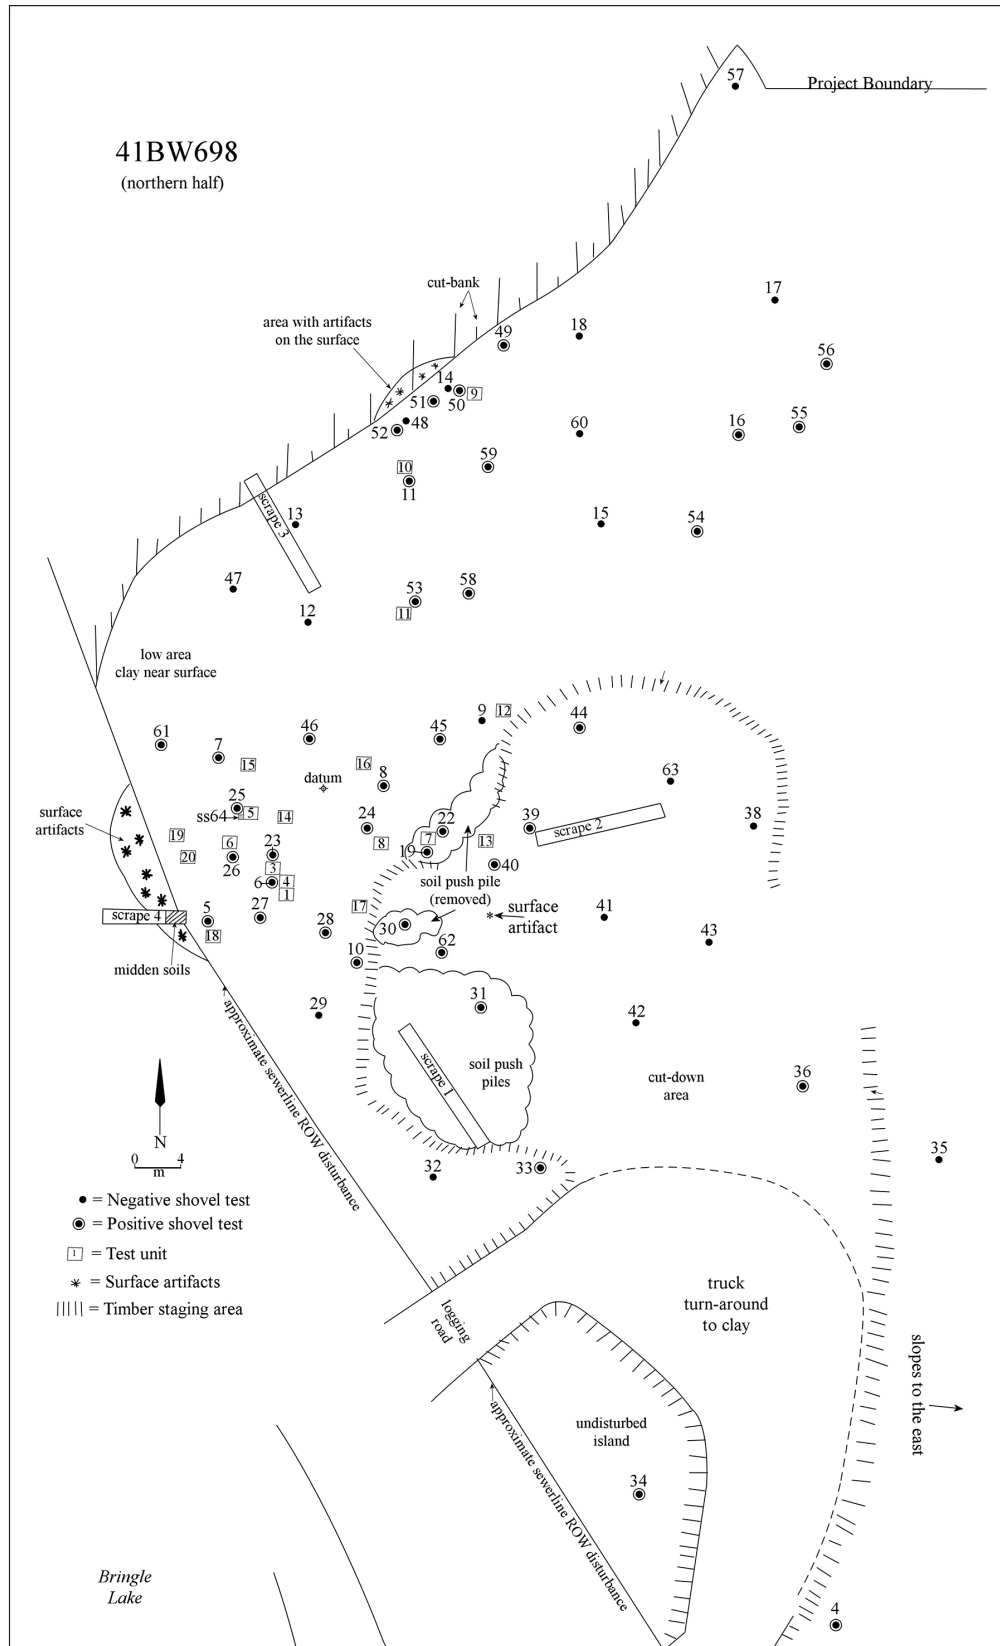 57
Project Boundary
41BW698
(northern half)
cut-bank
17
area with artifacts
on the surface
49
18
56
14
9
51
50
48
52
60
16
55
59
10
11
scrape 3
13
15
54
47
53
58
12
11
low area
clay near surface
9
12
44
61
46
45
7
15
16
8
63
datum
25
ss64
5
14
24
22
39
38
scrape 2
surface
artifacts
19
20
6
26
23
8
7
13
19
40
3
6
4
1
soil push pile
(removed)
17
surface
artifact
scrape 4
5
27
28
30
41
18
62
43
midden soils
10
29
31
42
approximate sewerline ROW disturbance
scrape 1
soil push
piles
cut-down
area
36
N
0 4
m
32
33
35
= Negative shovel test
= Positive shovel test
1 = Test unit
= Surface artifacts
= Timber staging area
logging
road
truck
turn-around
to clay
slopes to the east
approximate sewerline ROW disturbance
undisturbed
island
34
Bringle
Lake
4